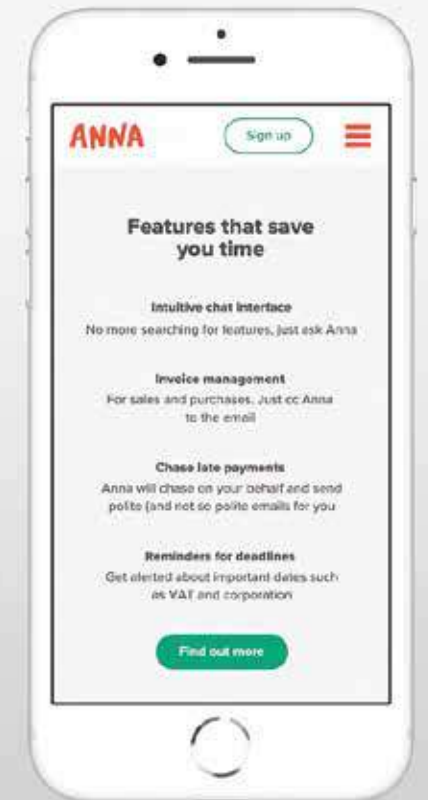 ANNA
Sign up
Features that save
you time
Intuitive chat interface
No more searching for features, just ask Anna
Invoice management
For sales and purchases. Just cc Anna
to the email
Chase late payments
Anna will chase on your behalf and send
polite (and not so polite emails for you
Reminders for deadlines
Get alerted about important dates such
as VAT and corporation
Find out more